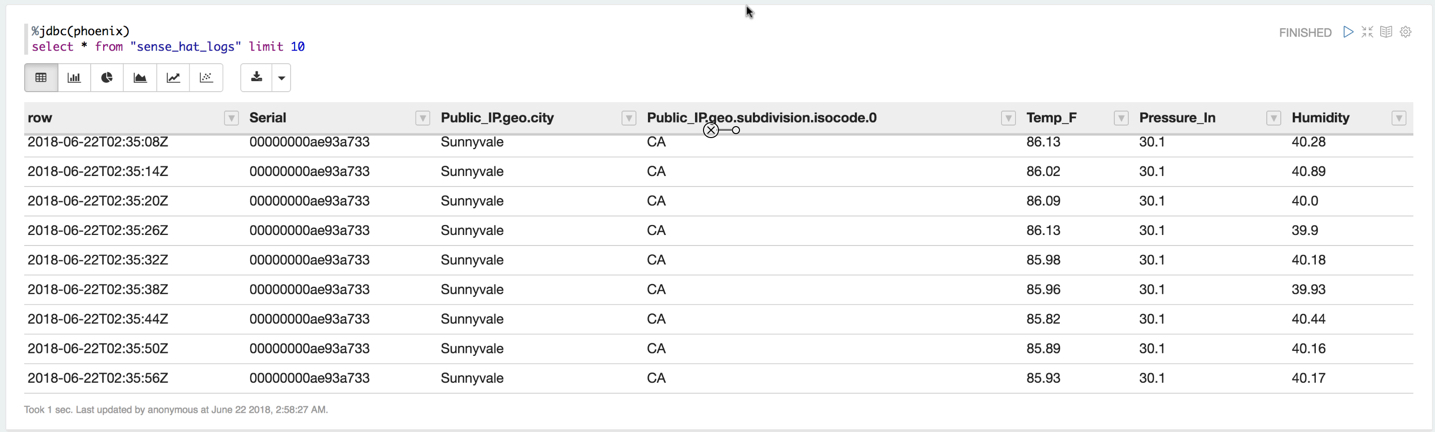 %jdbc(phoenix)
FINISHED
select * from "sense_hat_logs" limit 10
row Serial Public_IP.geo.city Public_IP.geo.subdivision.isocode.0 Temp_F Pressure_In Humidity
2018-06-22T02:35:08Z 00000000ae93a733 Sunnyvale CA 86.13 30.1 40.28
2018-06-22T02:35:14Z 00000000ae93a733 Sunnyvale CA 86.02 30.1 40.89
2018-06-22T02:35:20Z 00000000ae93a733 Sunnyvale CA 86.09 30.1 40.0
2018-06-22T02:35:26Z 00000000ae93a733 Sunnyvale CA 86.13 30.1 39.9
2018-06-22T02:35:32Z 00000000ae93a733 Sunnyvale CA 85.98 30.1 40.18
2018-06-22T02:35:38Z 00000000ae93a733 Sunnyvale CA 85.96 30.1 39.93
2018-06-22T02:35:44Z 00000000ae93a733 Sunnyvale CA 85.82 30.1 40.44
2018-06-22T02:35:50Z 00000000ae93a733 Sunnyvale CA 85.89 30.1 40.16
2018-06-22T02:35:56Z 00000000ae93a733 Sunnyvale CA 85.93 30.1 40.17
Took 1 sec. Last updated by anonymous at June 22 2018, 2:58:27 AM.